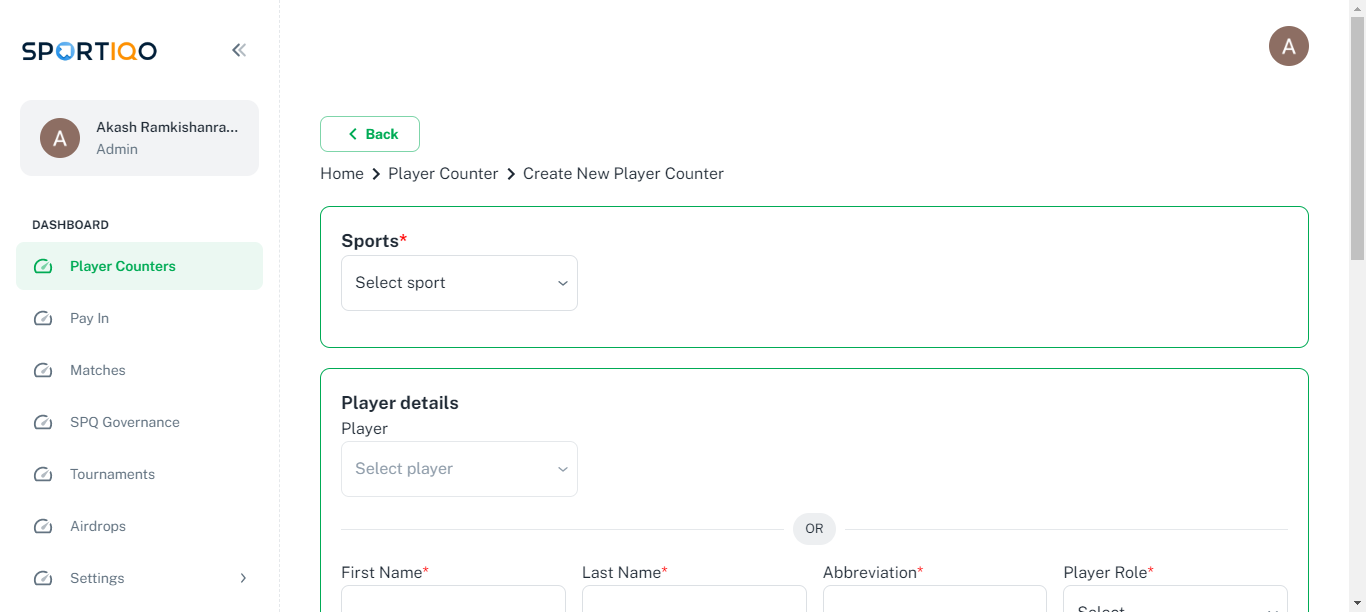 SPORTIQO
A
Akash Ramkishanra...
Admin
A
DASHBOARD
Player Counters
Pay In
Matches
SPQ Governance
Tournaments
Airdrops
Settings
Back
Home > Player Counter > Create New Player Counter
Sports*
Select sport
Player details
Player
Select player
OR
First Name* Last Name* Abbreviation* Player Role*
Select